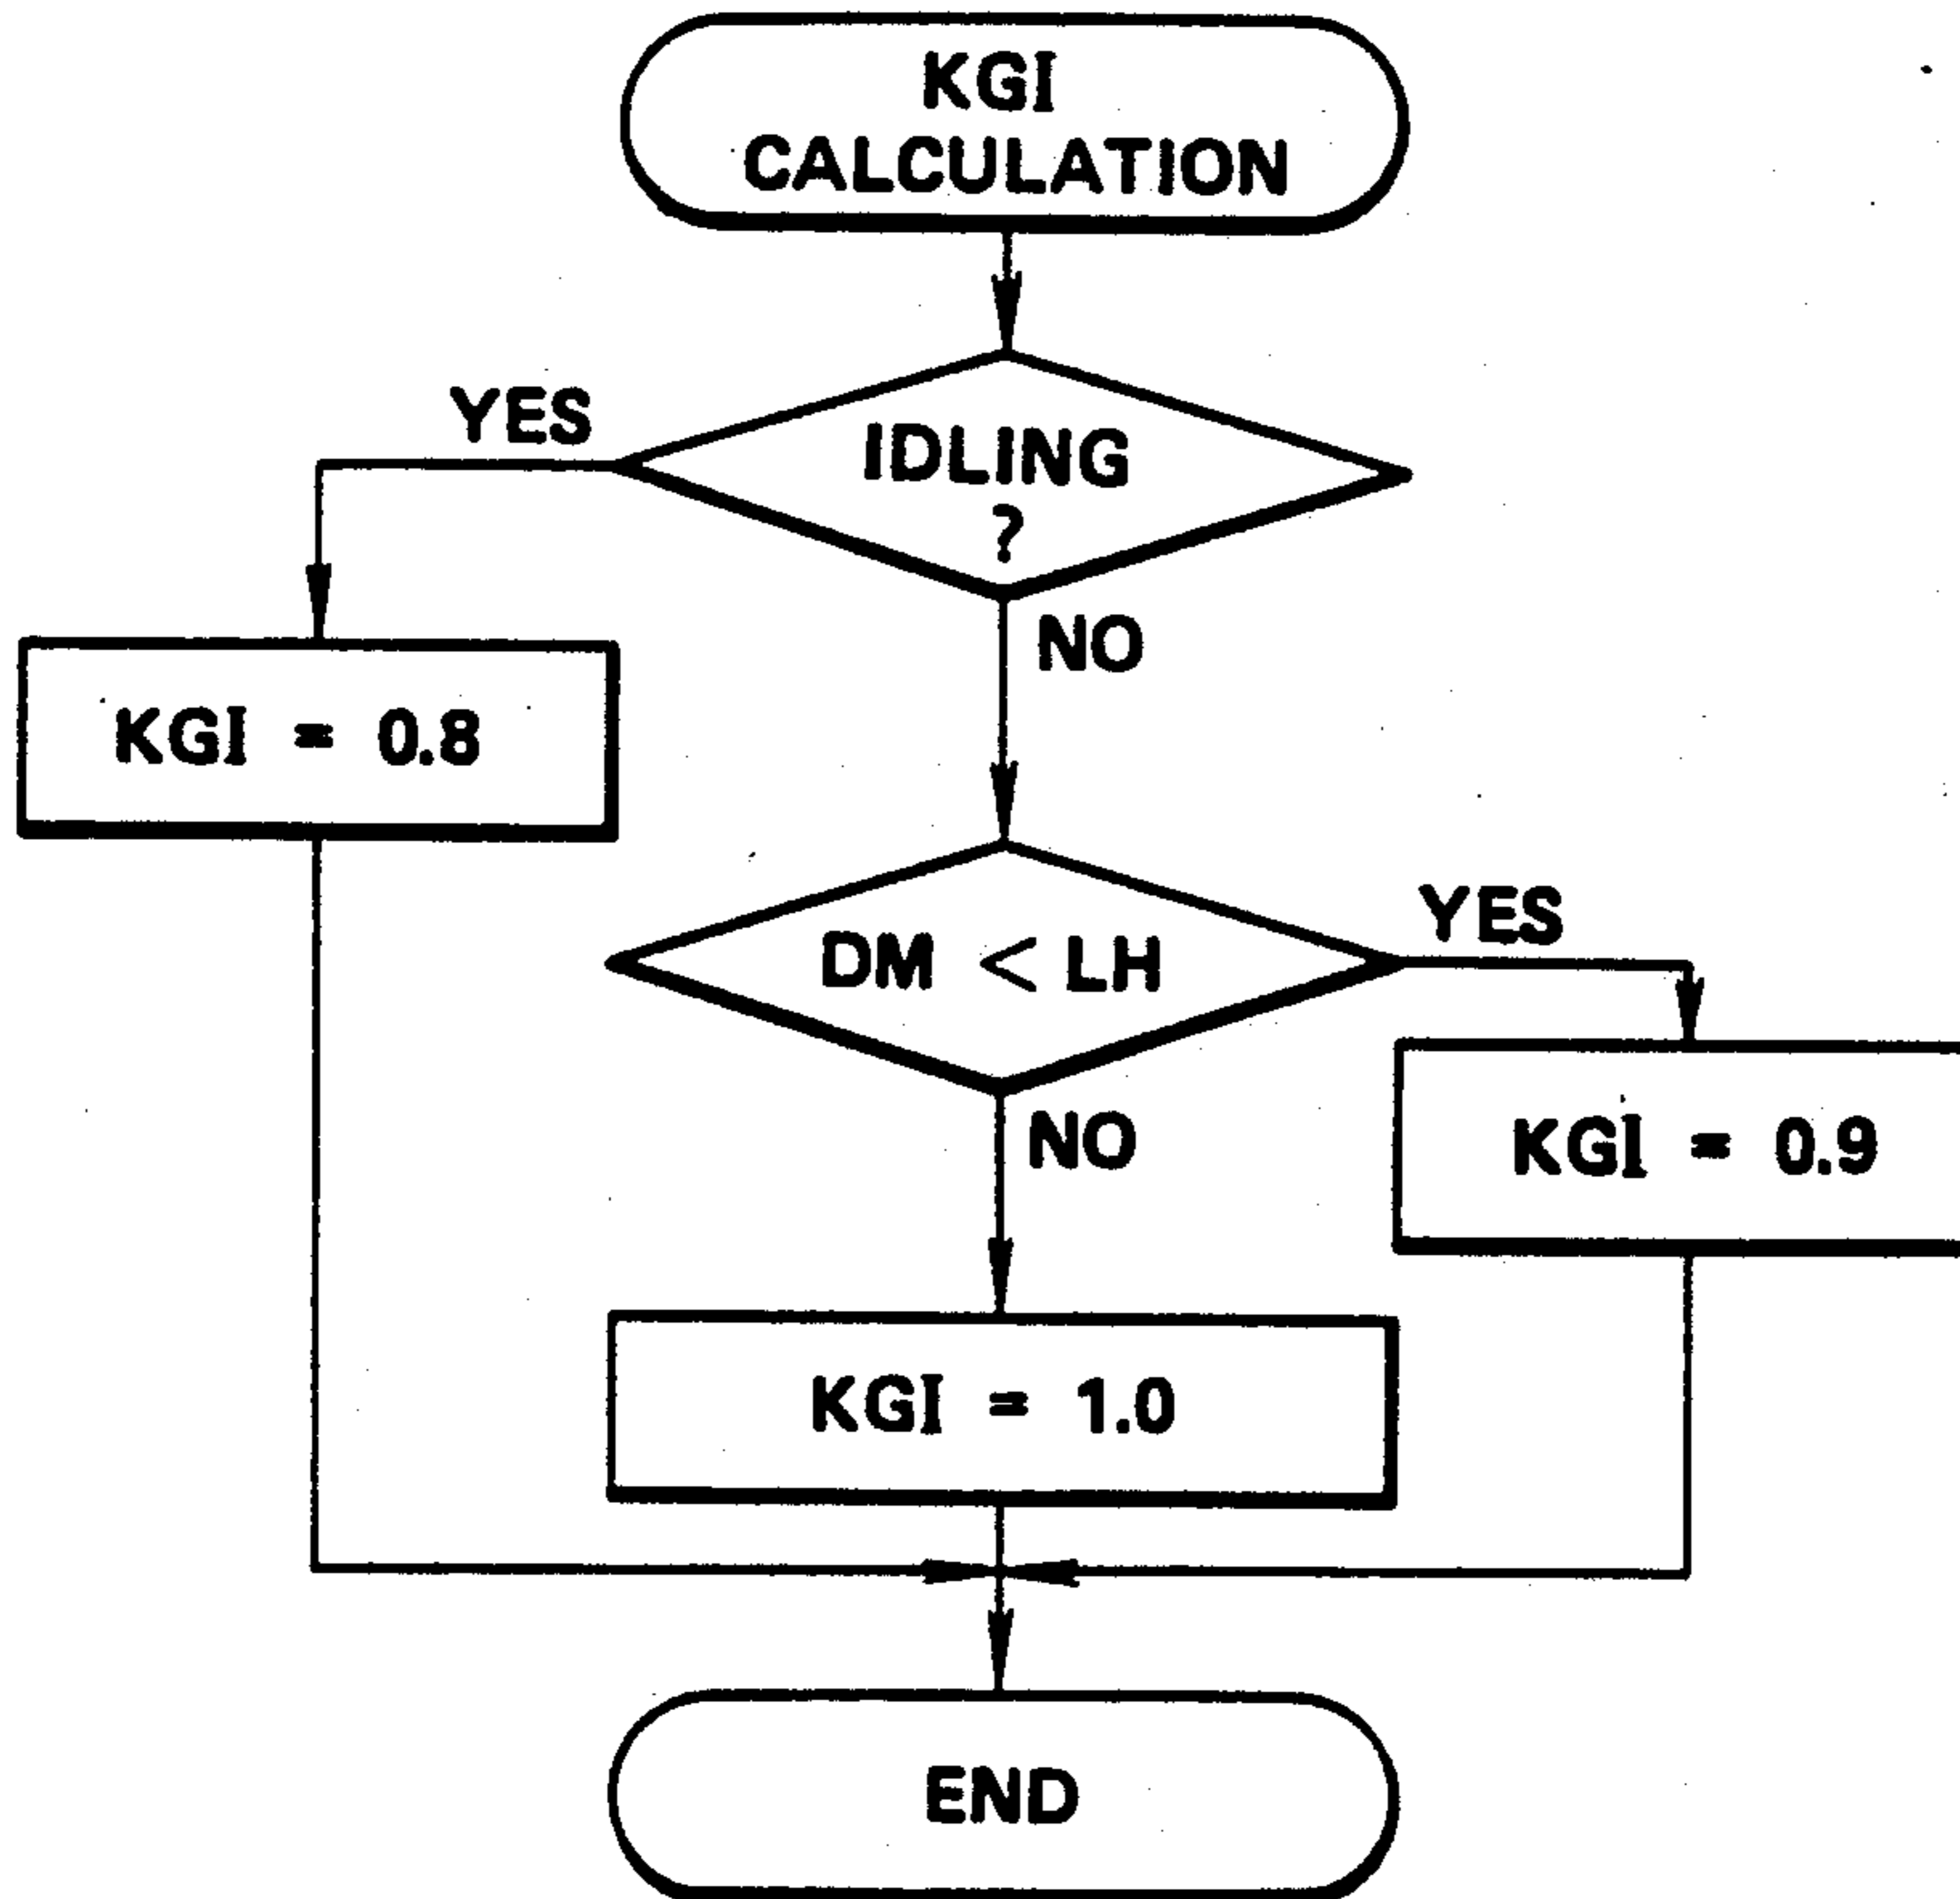 KGI
CALCULATION
YES
IDLING
?
NO
KGI = 0.8
YES
DM < LH
NO
KGI = 0.9
KGI = 1.0
END